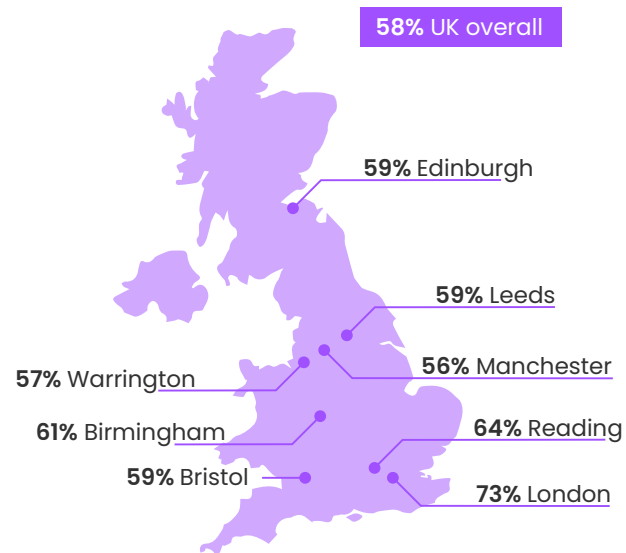 58% UK overall
59% Edinburgh
59% Leeds
56% Manchester
57% Warrington
64% Reading
61% Birmingham
59% Bristol
73% London